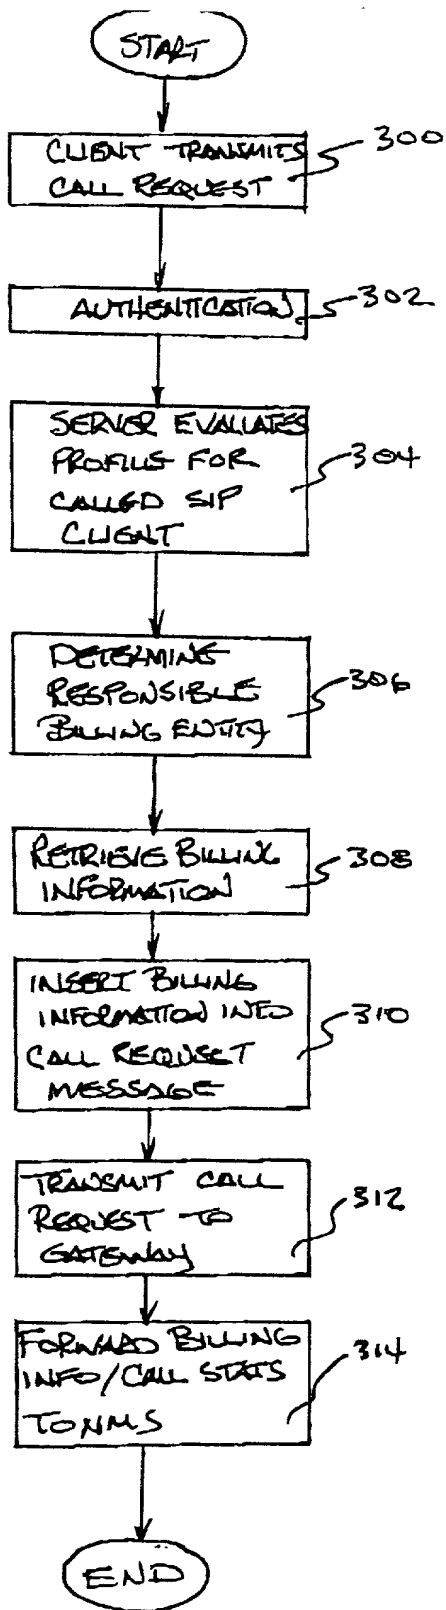 START
CLIENT TRANSMITS
CALL REQUEST
300
AUTHENTICATION
302
SERVER EVALUATES
PROFILE FOR
CALLED SIP
CLIENT
304
DETERMINE
RESPONSIBLE
BILLING ENTITY
306
RETRIEVE BILLING
INFORMATION
308
INSERT BILLING
INFORMATION INTO
CALL REQUEST
MESSAGE
310
TRANSMIT CALL
REQUEST TO
GATEWAY
312
FORWARD BILLING
INFO/CALL STATS
TO NMS
314
END